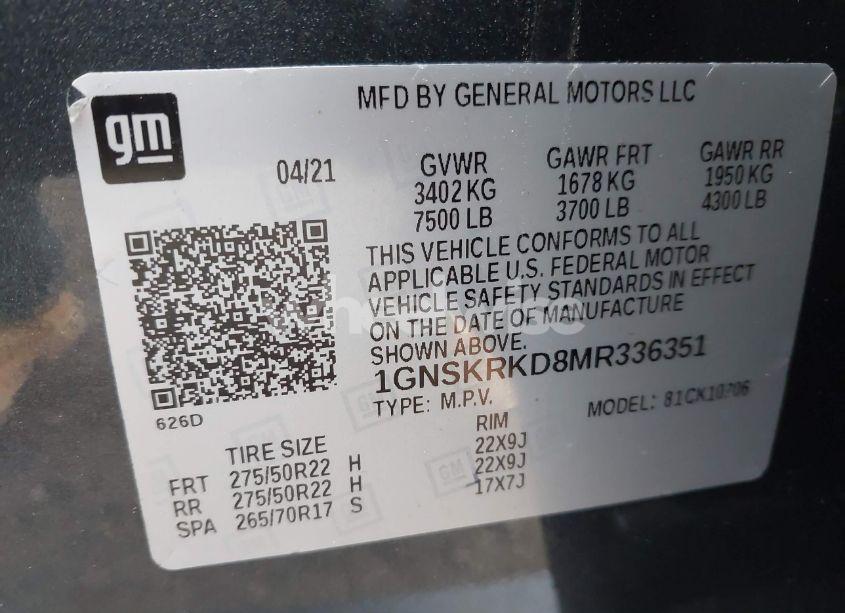 MFD BY GENERAL MOTORS LLC
gm
04/21
GVWR GAWR FRT GAWR RR
3402 KG 1678 KG 1950 KG
7500 LB 3700 LB 4300 LB
THIS VEHICLE CONFORMS TO ALL
APPLICABLE U.S. FEDERAL MOTOR
VEHICLE SAFETY STANDARDS IN EFFECT
ON THE DATE OF MANUFACTURE
SHOWN ABOVE.
1GNSKRKD8MR336351
TYPE: M.P.V. MODEL:
626D
TIRE SIZE RIM
FRT 275/50R22 H 22X9J
RR 275/50R22 H 22X9J
SPA 265/70R17 S 17X7J
GM